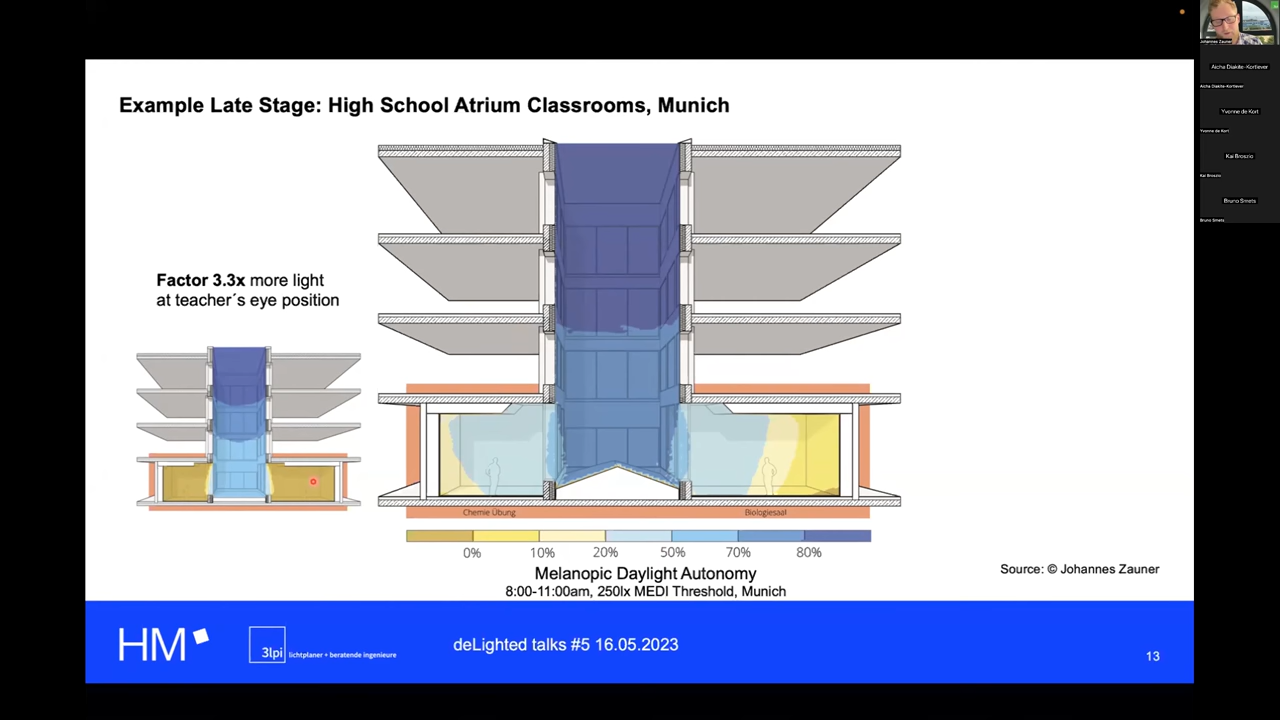 Example Late Stage: High School Atrium Classrooms, Munich
Factor 3.3x more light
at teacher´s eye position
Chemie Übung
Biologiesaal
0%
10%
20%
50%
70%
80%
Melanopic Daylight Autonomy
8:00-11:00am, 250lx MEDI Threshold, Munich
Source: © Johannes Zauner
HM
3lpi
lichtplaner + beratende ingenieure
deLighted talks #5 16.05.2023
13
Johannes Zauner
Aicha Diakite-Kortlever
Aicha Diakite-Kortlever
Yvonne de Kort
Yvonne de Kort
Kai Broszio
Kai Broszio
Bruno Smets
Bruno Smets